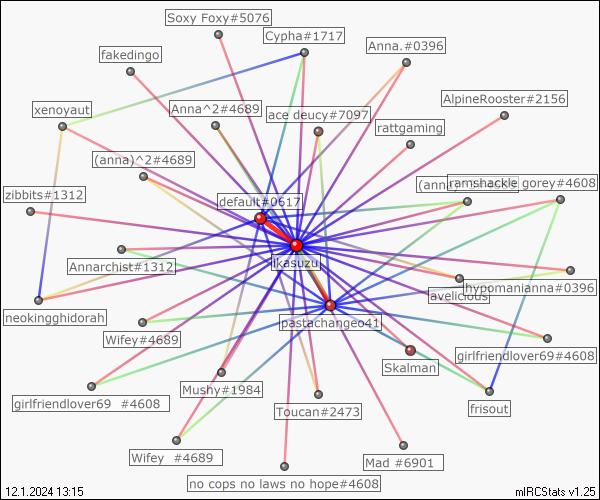 Soxy Foxy#5076
Cypha#1717
Anna.#0396
fakedingo
AlpineRooster#2156
xenoyaut
Anna^2#4689
ace deucy#7097
rattgaming
(anna)^2#4689
(anna
ramshackle gorey#4608
zibbits#1312
default#0617
likasuzu
Annarchist#1312
avelicious
hypomanianna#0396
neokingghidorah
pastachangeo41
Wifey#4689
girlfriendlover69#4608
Skalman
Mushy#1984
girlfriendlover69 #4608
Toucan#2473
frisout
Wifey #4689
Mad #6901
no cops no laws no hope#4608
12.1.2024 13:15
mIRCStats v1.25